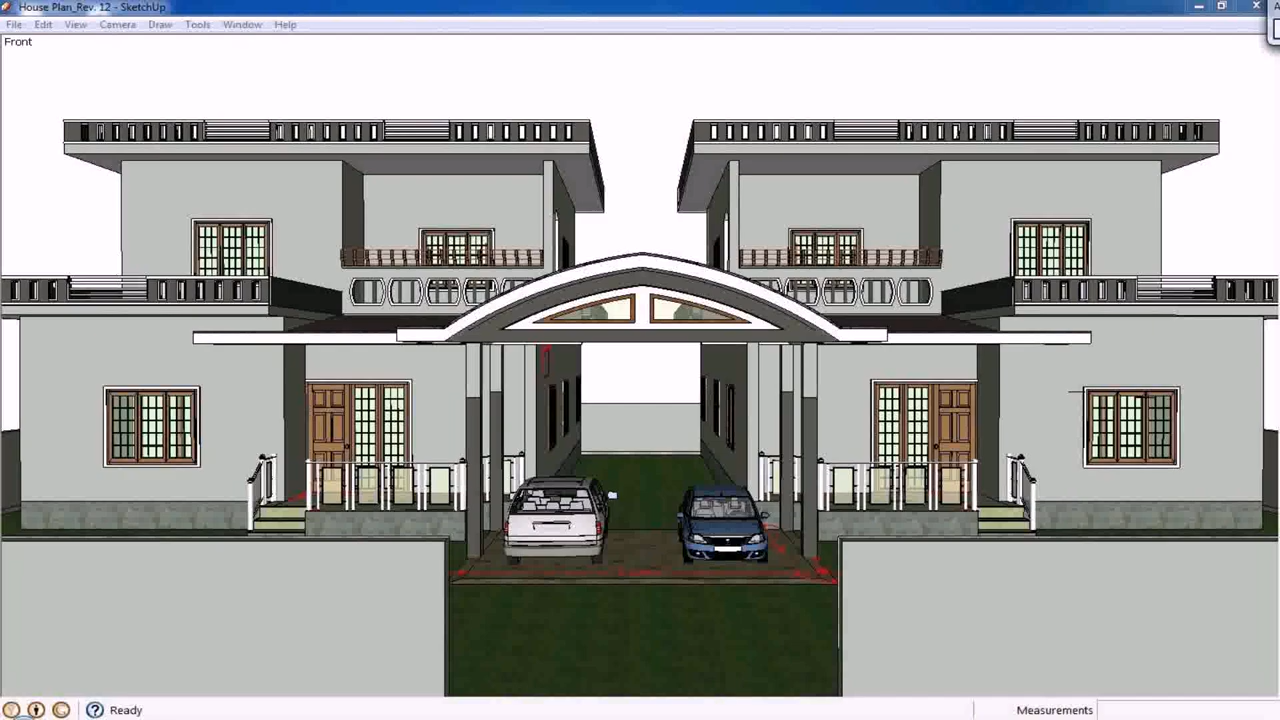 House Plan_Rev. 12 - SketchUp
File Edit View Camera Draw Tools Window Help
Front
Ready
Measurements